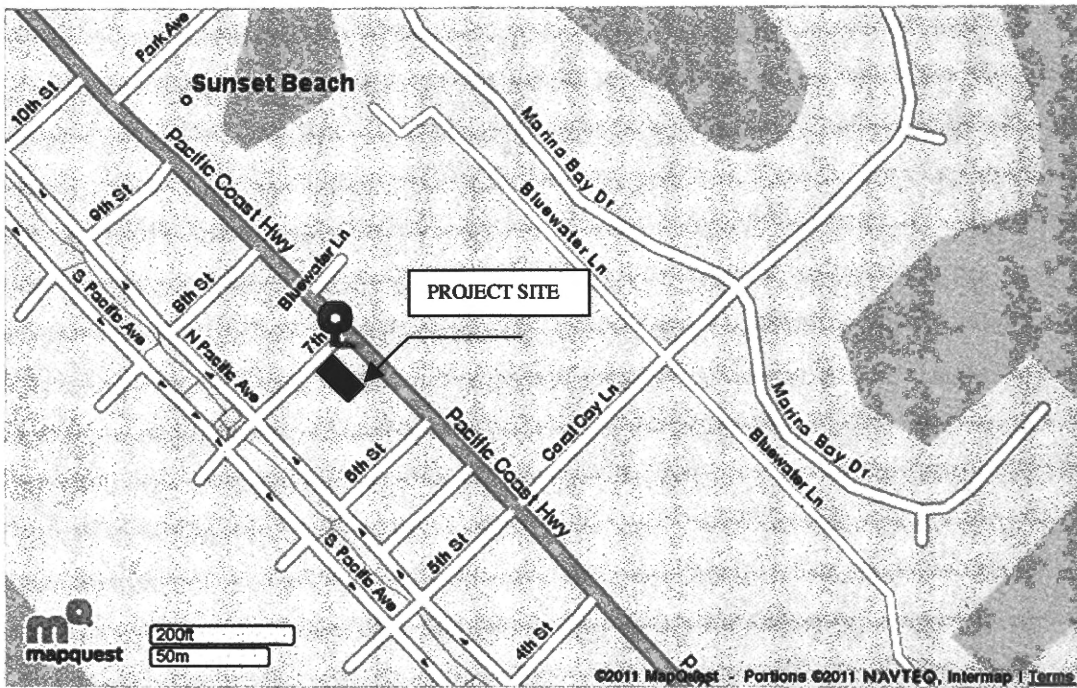 Park Ave
Sunset Beach
10th St
Pacific Coast Hwy
Marina Bay Dr
9th St
Bluewater Ln
Bluewater Ln
8th St
S Pacific Ave
N Pacific Ave
PROJECT SITE
7th
Pacific Coast Hwy
Coral Cay Ln
Marina Bay Dr
Bluewater Ln
6th St
5th St
S Pacific Ave
4th St
P
mQ
mapquest
200ft
50m
©2011 MapQuest - Portions ©2011 NAVTEQ, Intermap | Terms